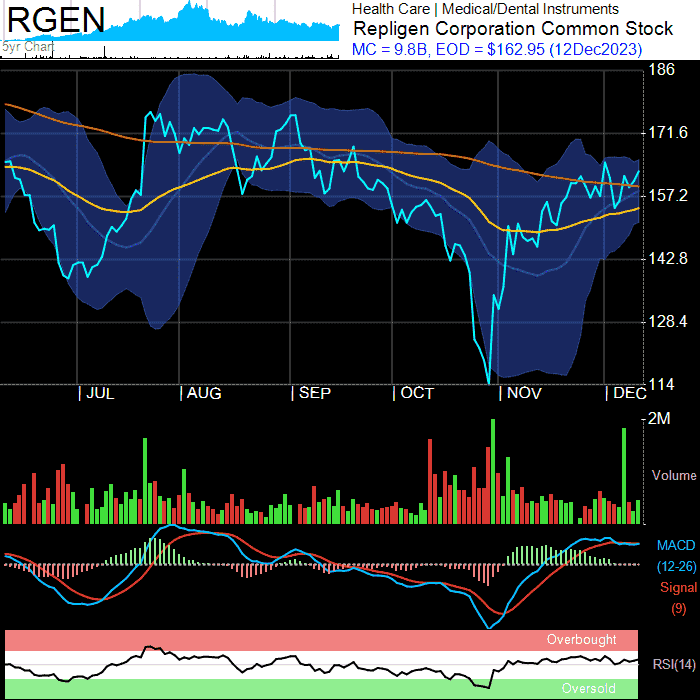 RGEN
5yr Chart
Health Care | Medical/Dental Instruments
Repligen Corporation Common Stock
MC = 9.8B, EOD = $162.95 (12Dec2023)
186
171.6
157.2
142.8
128.4
114
JUL AUG SEP OCT NOV DEC
2M
Volume
MACD
(12-26)
Signal
(9)
Overbought
RSI(14)
Oversold